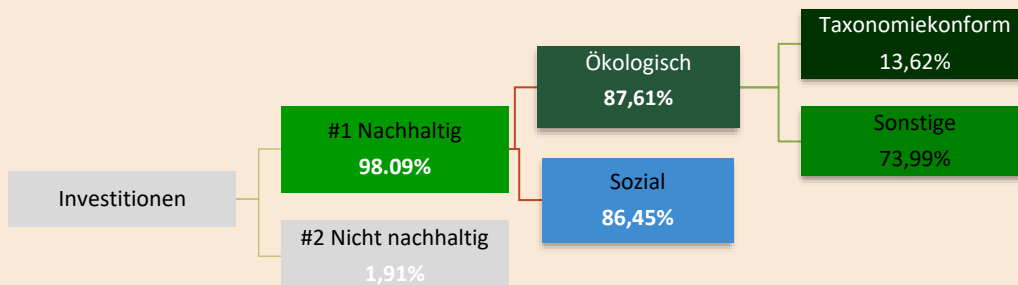 Investitionen
#1 Nachhaltig
98.09%
#2 Nicht nachhaltig
1,91%
Ökologisch
87,61%
Sozial
86,45%
Taxonomiekonform
13,62%
Sonstige
73,99%